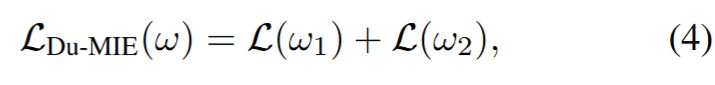 𝓛_Du-MIE(ω) = 𝓛(ω₁) + 𝓛(ω₂), (4)